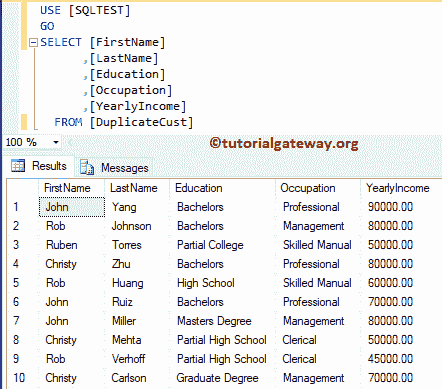 USE [SQLTEST]
GO
SELECT [FirstName]
,[LastName]
,[Education]
,[Occupation]
,[YearlyIncome]
FROM [DuplicateCust]
100 %
©tutorialgateway.org
Results Messages
FirstName LastName Education Occupation YearlyIncome
1 John Yang Bachelors Professional 90000.00
2 Rob Johnson Bachelors Management 80000.00
3 Ruben Torres Partial College Skilled Manual 50000.00
4 Christy Zhu Bachelors Professional 80000.00
5 Rob Huang High School Skilled Manual 60000.00
6 John Ruiz Bachelors Professional 70000.00
7 John Miller Masters Degree Management 80000.00
8 Christy Mehta Partial High School Clerical 50000.00
9 Rob Verhoff Partial High School Clerical 45000.00
10 Christy Carlson Graduate Degree Management 70000.00